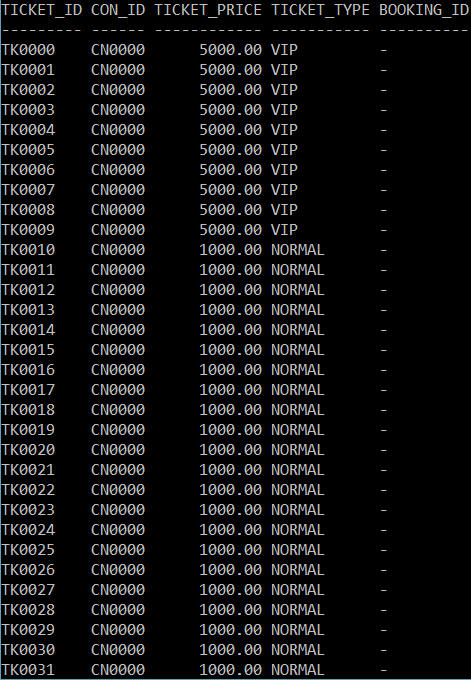 TICKET_ID CON_ID TICKET_PRICE TICKET_TYPE BOOKING_ID
--------- ------ ------------ ----------- ----------
TK0000    CN0000      5000.00 VIP         -
TK0001    CN0000      5000.00 VIP         -
TK0002    CN0000      5000.00 VIP         -
TK0003    CN0000      5000.00 VIP         -
TK0004    CN0000      5000.00 VIP         -
TK0005    CN0000      5000.00 VIP         -
TK0006    CN0000      5000.00 VIP         -
TK0007    CN0000      5000.00 VIP         -
TK0008    CN0000      5000.00 VIP         -
TK0009    CN0000      5000.00 VIP         -
TK0010    CN0000      1000.00 NORMAL      -
TK0011    CN0000      1000.00 NORMAL      -
TK0012    CN0000      1000.00 NORMAL      -
TK0013    CN0000      1000.00 NORMAL      -
TK0014    CN0000      1000.00 NORMAL      -
TK0015    CN0000      1000.00 NORMAL      -
TK0016    CN0000      1000.00 NORMAL      -
TK0017    CN0000      1000.00 NORMAL      -
TK0018    CN0000      1000.00 NORMAL      -
TK0019    CN0000      1000.00 NORMAL      -
TK0020    CN0000      1000.00 NORMAL      -
TK0021    CN0000      1000.00 NORMAL      -
TK0022    CN0000      1000.00 NORMAL      -
TK0023    CN0000      1000.00 NORMAL      -
TK0024    CN0000      1000.00 NORMAL      -
TK0025    CN0000      1000.00 NORMAL      -
TK0026    CN0000      1000.00 NORMAL      -
TK0027    CN0000      1000.00 NORMAL      -
TK0028    CN0000      1000.00 NORMAL      -
TK0029    CN0000      1000.00 NORMAL      -
TK0030    CN0000      1000.00 NORMAL      -
TK0031    CN0000      1000.00 NORMAL      -